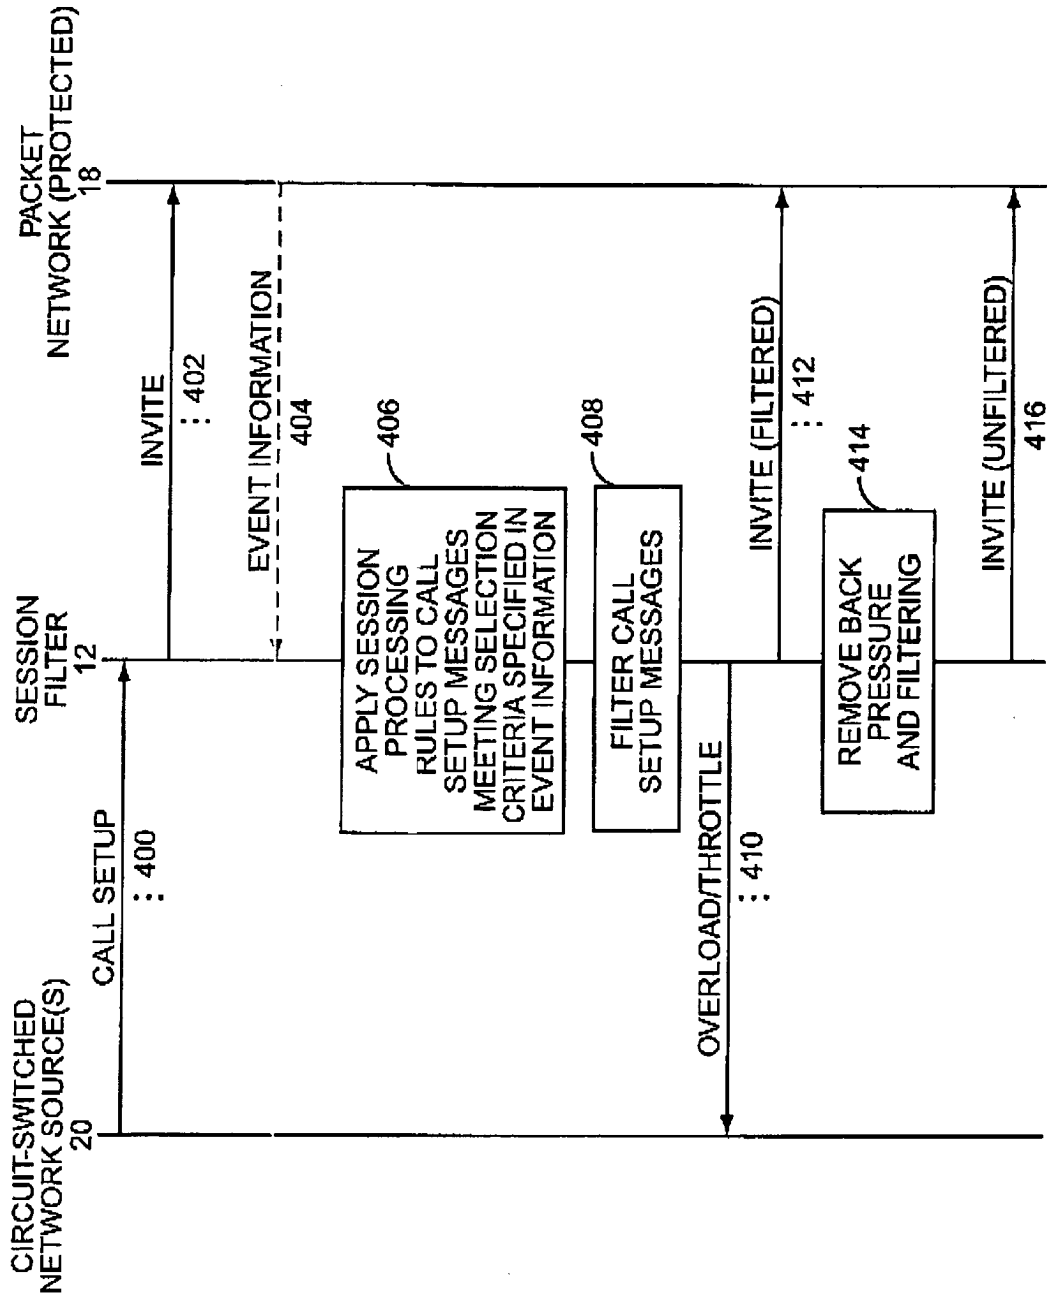 CIRCUIT-SWITCHED
NETWORK SOURCE(S)
20
SESSION
FILTER
12
PACKET
NETWORK (PROTECTED)
18
CALL SETUP
⋮ 400
INVITE
⋮ 402
EVENT INFORMATION
404
APPLY SESSION
PROCESSING
RULES TO CALL
SETUP MESSAGES
MEETING SELECTION
CRITERIA SPECIFIED IN
EVENT INFORMATION
406
FILTER CALL
SETUP MESSAGES
408
OVERLOAD/THROTTLE
⋮ 410
INVITE (FILTERED)
⋮ 412
REMOVE BACK
PRESSURE
AND FILTERING
414
INVITE (UNFILTERED)
416